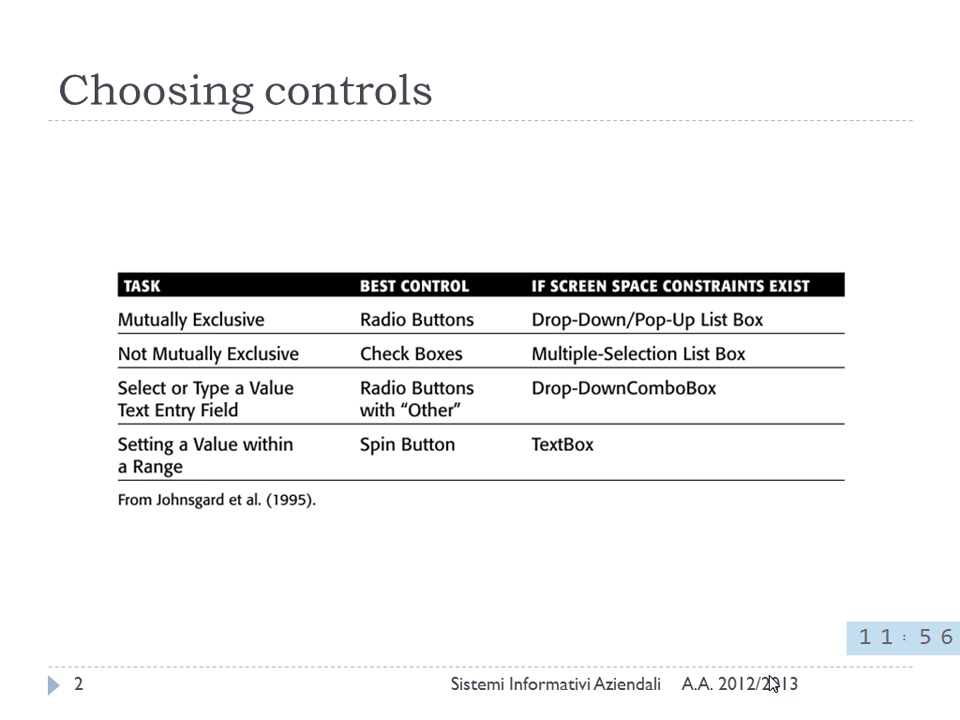 Choosing controls
TASK BEST CONTROL IF SCREEN SPACE CONSTRAINTS EXIST
Mutually Exclusive Radio Buttons Drop-Down/Pop-Up List Box
Not Mutually Exclusive Check Boxes Multiple-Selection List Box
Select or Type a Value Radio Buttons Drop-DownComboBox
Text Entry Field with “Other”
Setting a Value within Spin Button TextBox
a Range
From Johnsgard et al. (1995).
11:56
2 Sistemi Informativi Aziendali A.A. 2012/2013